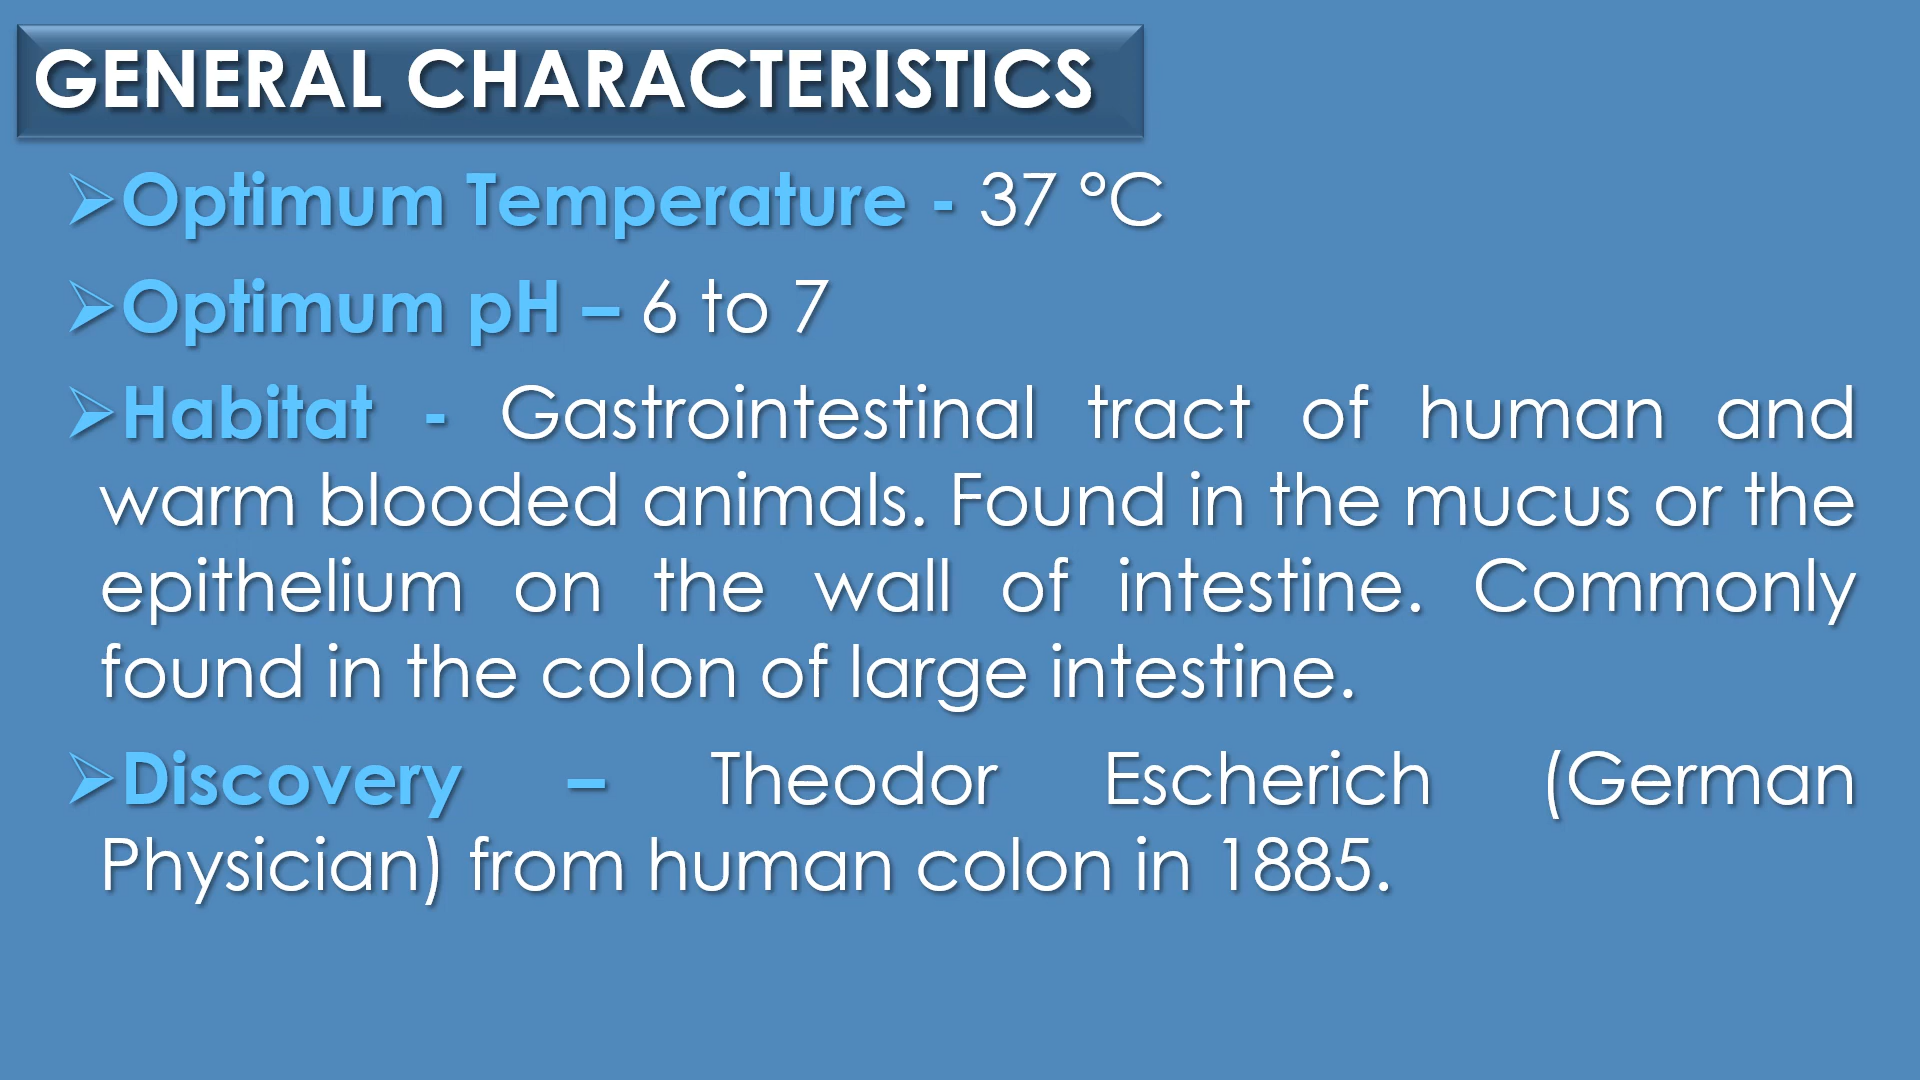 GENERAL CHARACTERISTICS
➢Optimum Temperature - 37 °C
➢Optimum pH – 6 to 7
➢Habitat - Gastrointestinal tract of human and
warm blooded animals. Found in the mucus or the
epithelium on the wall of intestine. Commonly
found in the colon of large intestine.
➢Discovery – Theodor Escherich (German
Physician) from human colon in 1885.